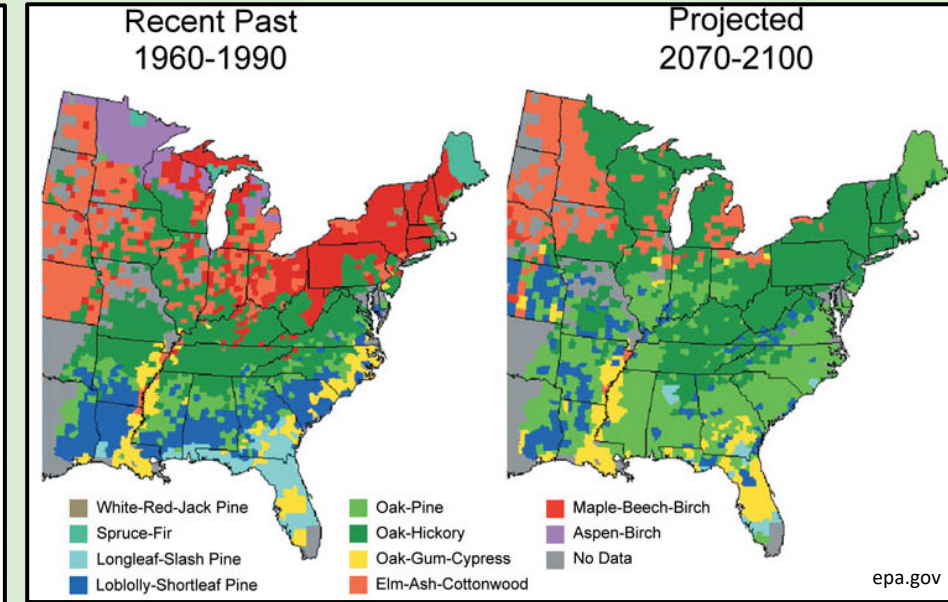 Recent Past
1960-1990
Projected
2070-2100
White-Red-Jack Pine
Spruce-Fir
Longleaf-Slash Pine
Loblolly-Shortleaf Pine
Oak-Pine
Oak-Hickory
Oak-Gum-Cypress
Elm-Ash-Cottonwood
Maple-Beech-Birch
Aspen-Birch
No Data
epa.gov